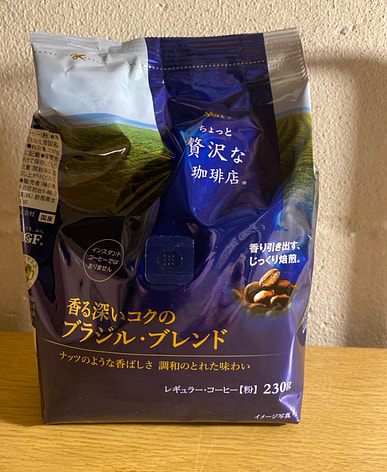 ちょっと
贅沢な
珈琲店®
香り引き出す、
じっくり焙煎。
インスタント
コーヒーでは
ありません
国産
GF.
香る深いコクの
ブラジル・ブレンド
ナッツのような香ばしさ 調和のとれた味わい
レギュラー・コーヒー【粉】 230g
イメージ写真